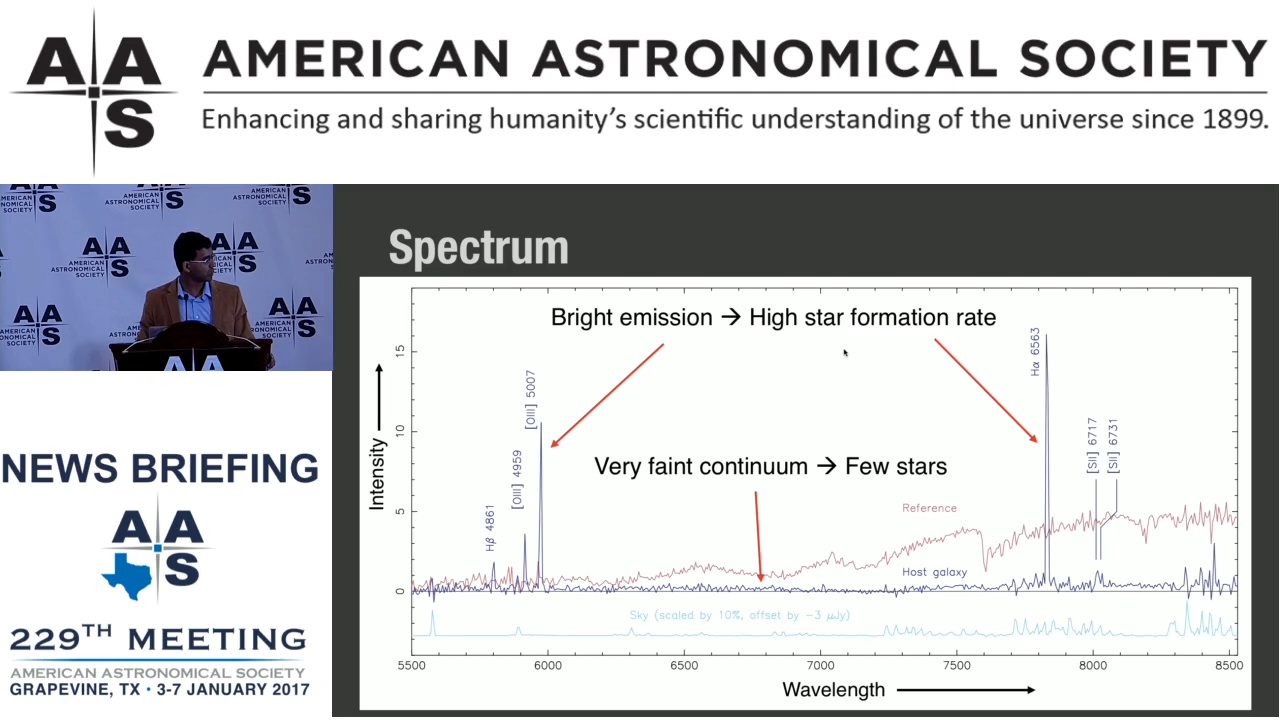 AAS
AMERICAN ASTRONOMICAL SOCIETY
Enhancing and sharing humanity's scientific understanding of the universe since 1899.
NEWS BRIEFING
AAS
229TH MEETING
AMERICAN ASTRONOMICAL SOCIETY
GRAPEVINE, TX • 3-7 JANUARY 2017
Spectrum
Bright emission → High star formation rate
Very faint continuum → Few stars
Intensity
15
10
5
0
Hβ 4861
[OIII] 4959
[OIII] 5007
Hα 6563
[SII] 6717
[SII] 6731
Reference
Host galaxy
Sky (scaled by 10%, offset by −3 μJy)
5500 6000 6500 7000 7500 8000 8500
Wavelength